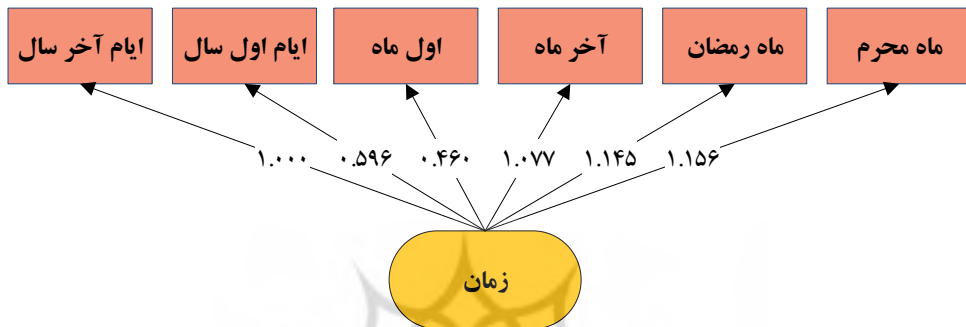 ماه محرم
ماه رمضان
آخر ماه
اول ماه
ایام اول سال
ایام آخر سال
۱.۱۵۶
۱.۱۴۵
۱.۰۷۷
۰.۴۶۰
۰.۵۹۶
۱.۰۰۰
زمان